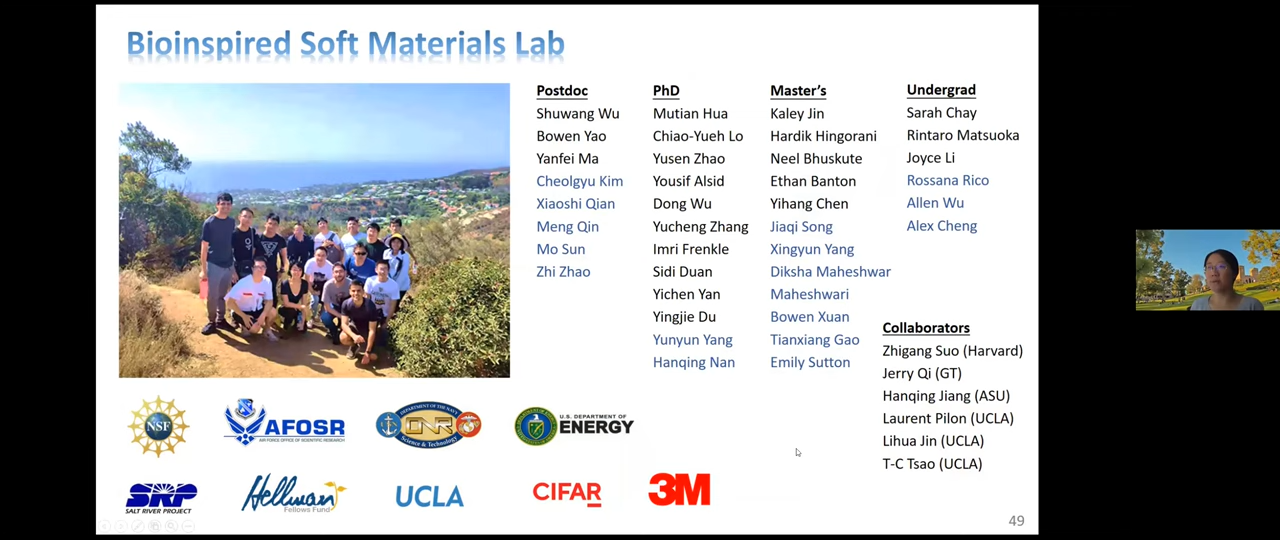 Bioinspired Soft Materials Lab
Postdoc
Shuwang Wu
Bowen Yao
Yanfei Ma
Cheolgyu Kim
Xiaoshi Qian
Meng Qin
Mo Sun
Zhi Zhao
PhD
Mutian Hua
Chiao-Yueh Lo
Yusen Zhao
Yousif Alsid
Dong Wu
Yucheng Zhang
Imri Frenkle
Sidi Duan
Yichen Yan
Yingjie Du
Yunyun Yang
Hanqing Nan
Master's
Kaley Jin
Hardik Hingorani
Neel Bhuskute
Ethan Banton
Yihang Chen
Jiaqi Song
Xingyun Yang
Diksha Maheshwar
Maheshwari
Bowen Xuan
Tianxiang Gao
Emily Sutton
Undergrad
Sarah Chay
Rintaro Matsuoka
Joyce Li
Rossana Rico
Allen Wu
Alex Cheng
Collaborators
Zhigang Suo (Harvard)
Jerry Qi (GT)
Hanqing Jiang (ASU)
Laurent Pilon (UCLA)
Lihua Jin (UCLA)
T-C Tsao (UCLA)
NSF
AFOSR
AIR FORCE OFFICE OF SCIENTIFIC RESEARCH
DEPARTMENT OF THE NAVY
ONR
Science & Technology
U.S. DEPARTMENT OF
ENERGY
SRP
SALT RIVER PROJECT
Hellman
Fellows Fund
UCLA
CIFAR
3M
49